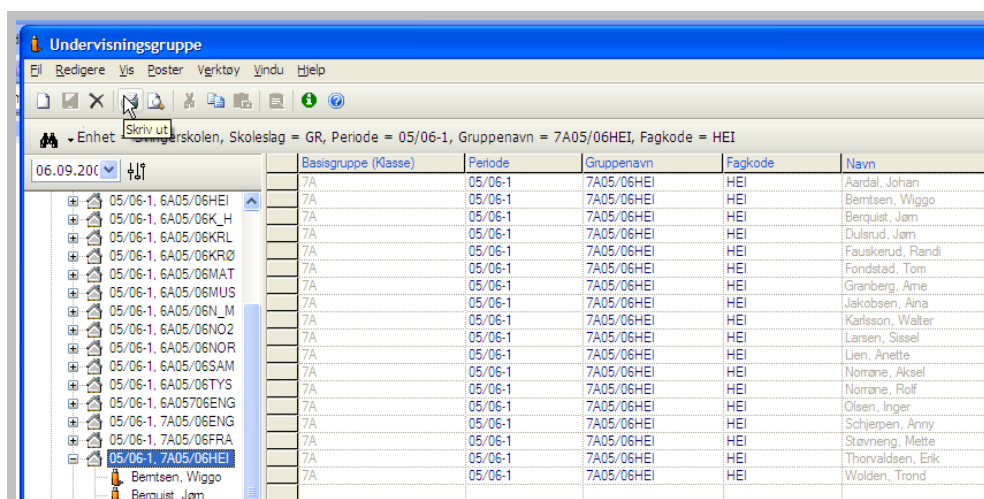 Undervisningsgruppe
Fil Redigere Vis Poster Verktøy Vindu Hjelp
Skriv ut
Enhet = Svingerskolen, Skoleslag = GR, Periode = 05/06-1, Gruppenavn = 7A05/06HEI, Fagkode = HEI
06.09.200
05/06-1, 6A05/06HEI
05/06-1, 6A05/06K_H
05/06-1, 6A05/06KRL
05/06-1, 6A05/06KRØ
05/06-1, 6A05/06MAT
05/06-1, 6A05/06MUS
05/06-1, 6A05/06N_M
05/06-1, 6A05/06NO2
05/06-1, 6A05/06NOR
05/06-1, 6A05/06SAM
05/06-1, 6A05/06TYS
05/06-1, 6A05706ENG
05/06-1, 7A05/06ENG
05/06-1, 7A05/06FRA
05/06-1, 7A05/06HEI
Berntsen, Wiggo
Berquist, Jørn
Basisgruppe (Klasse) Periode Gruppenavn Fagkode Navn
7A 05/06-1 7A05/06HEI HEI Aardal, Johan
7A 05/06-1 7A05/06HEI HEI Berntsen, Wiggo
7A 05/06-1 7A05/06HEI HEI Berquist, Jørn
7A 05/06-1 7A05/06HEI HEI Dulsrud, Jørn
7A 05/06-1 7A05/06HEI HEI Fauskerud, Randi
7A 05/06-1 7A05/06HEI HEI Fondstad, Tom
7A 05/06-1 7A05/06HEI HEI Granberg, Arne
7A 05/06-1 7A05/06HEI HEI Jakobsen, Aina
7A 05/06-1 7A05/06HEI HEI Karlsson, Walter
7A 05/06-1 7A05/06HEI HEI Larsen, Sissel
7A 05/06-1 7A05/06HEI HEI Lien, Anette
7A 05/06-1 7A05/06HEI HEI Norrøne, Aksel
7A 05/06-1 7A05/06HEI HEI Norrøne, Rolf
7A 05/06-1 7A05/06HEI HEI Olsen, Inger
7A 05/06-1 7A05/06HEI HEI Schjerpen, Anny
7A 05/06-1 7A05/06HEI HEI Støvneng, Mette
7A 05/06-1 7A05/06HEI HEI Thorvaldsen, Erik
7A 05/06-1 7A05/06HEI HEI Wolden, Trond